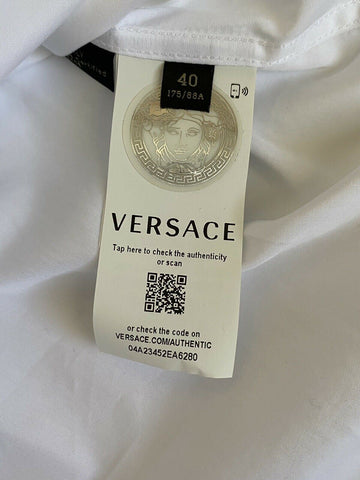 40
175/88A
VERSACE
Tap here to check the authenticity
or scan
or check the code on
VERSACE.COM/AUTHENTIC
04A23452EA6280